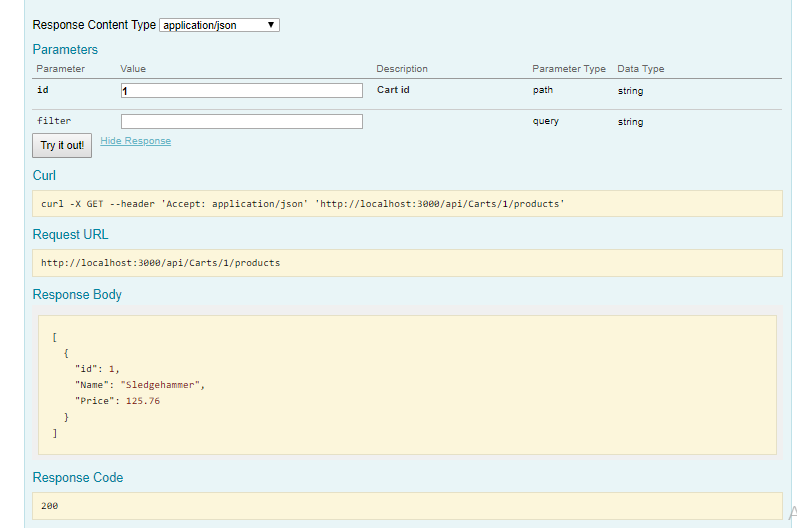 Response Content Type application/json
Parameters
Parameter Value Description Parameter Type Data Type
id 1 Cart id path string
filter query string
Try it out! Hide Response
Curl
curl -X GET --header 'Accept: application/json' 'http://localhost:3000/api/Carts/1/products'
Request URL
http://localhost:3000/api/Carts/1/products
Response Body
[
{
"id": 1,
"Name": "Sledgehammer",
"Price": 125.76
}
]
Response Code
200